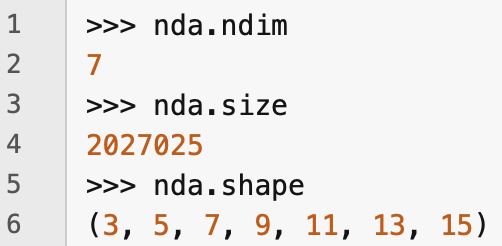 1 >>> nda.ndim
2 7
3 >>> nda.size
4 2027025
5 >>> nda.shape
6 (3, 5, 7, 9, 11, 13, 15)